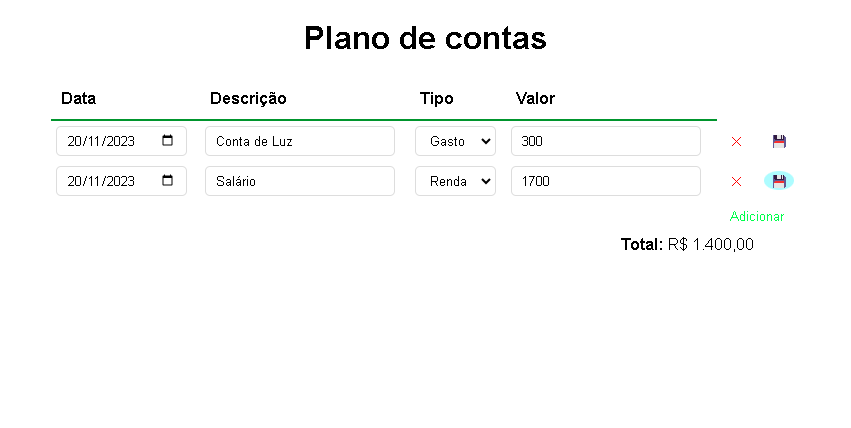 Plano de contas
Data Descrição Tipo Valor
20/11/2023 Conta de Luz Gasto 300
20/11/2023 Salário Renda 1700
Adicionar
Total: R$ 1.400,00